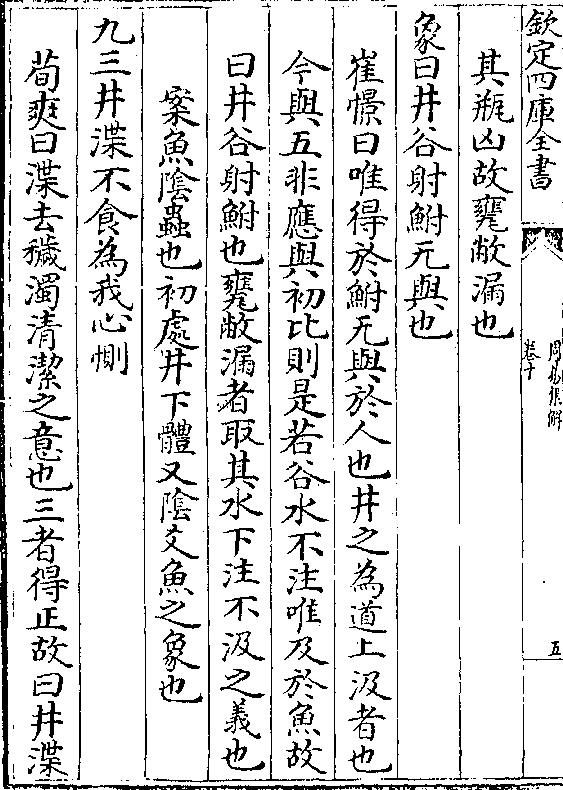 欽定四庫全書
周易集解
卷十
五
其瓶凶故甕敝漏也
象曰井谷射鮒无與也
崔憬曰唯得於鮒无與於人也井之為道上汲者也
今與五非應與初比則是若谷水不注唯及於魚故
曰井谷射鮒也甕敝漏者取其水下注不汲之義也
案魚陰蟲也初處井下體又陰爻魚之象也
九三井渫不食為我心惻
荀爽曰渫去穢濁清潔之意也三者得正故曰井渫